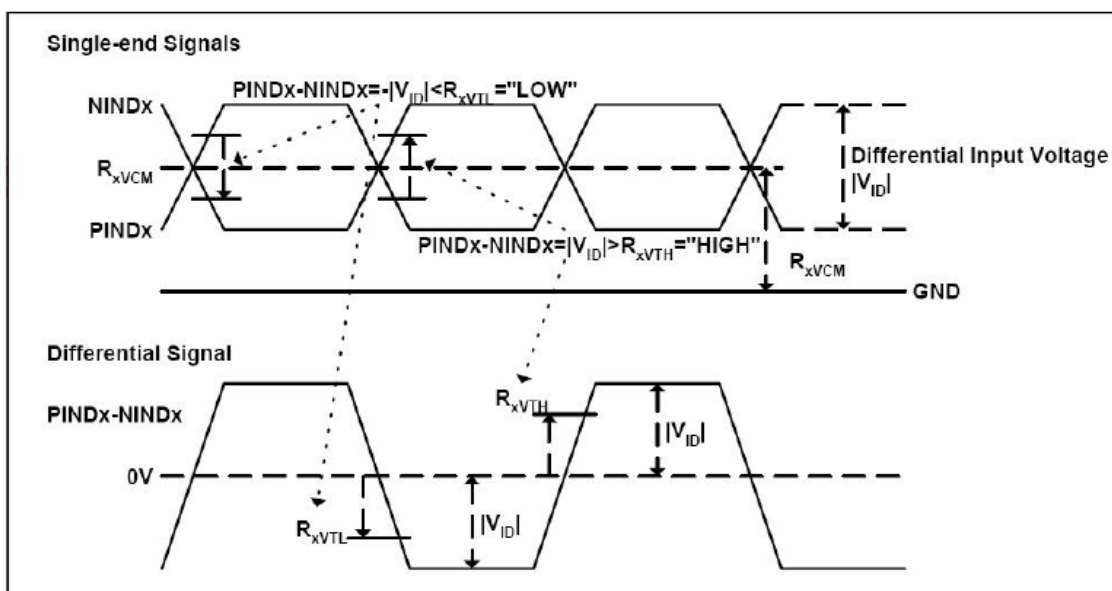 Single-end Signals
PINDx-NINDx=-|VID|<RxVTL="LOW"
NINDx
RxVCM
Differential Input Voltage
|VID|
PINDx
PINDx-NINDx=|VID|>RxVTH="HIGH"
RxVCM
GND
Differential Signal
PINDx-NINDx
RxVTH
|VID|
0V
RxVTL
|VID|